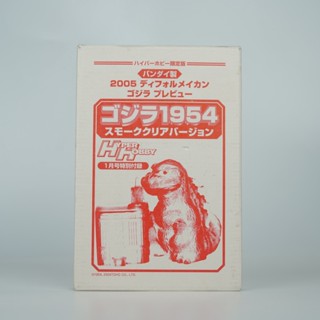 ハイパーホビー限定版
バンダイ製
2005 ディフォルメイカン
ゴジラ プレビュー
ゴジラ1954
スモーククリアバージョン
HYPER HOBBY
1月号特別付録